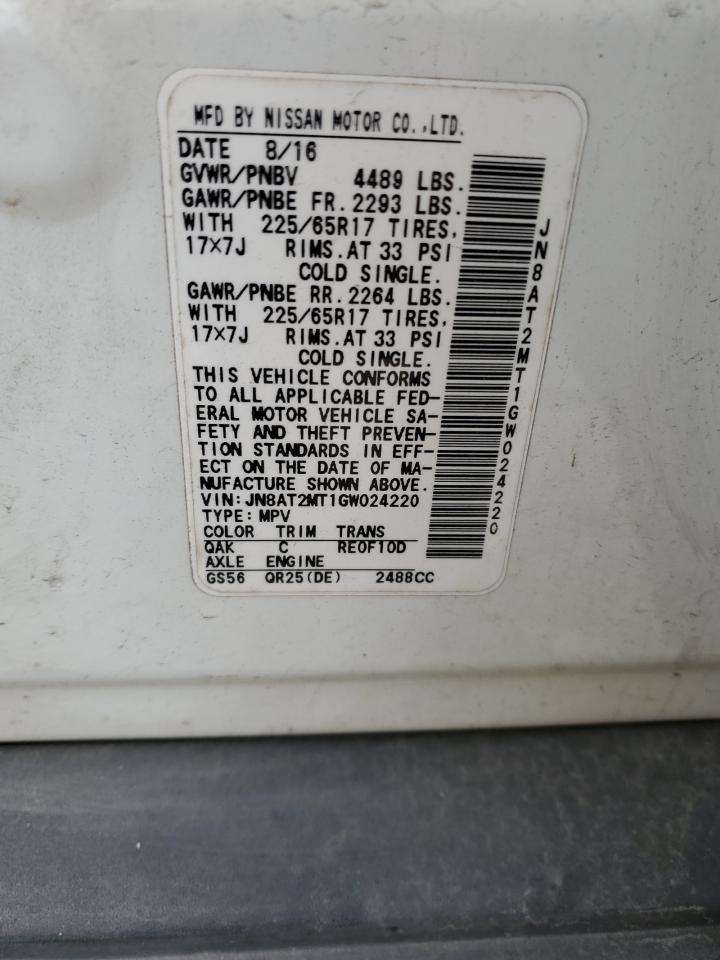 MFD BY NISSAN MOTOR CO.,LTD.
DATE 8/16
GVWR/PNBV 4489 LBS.
GAWR/PNBE FR.2293 LBS.
WITH 225/65R17 TIRES,
17×7J RIMS.AT 33 PSI
COLD SINGLE.
GAWR/PNBE RR.2264 LBS.
WITH 225/65R17 TIRES,
17×7J RIMS.AT 33 PSI
COLD SINGLE.
THIS VEHICLE CONFORMS
TO ALL APPLICABLE FED-
ERAL MOTOR VEHICLE SA-
FETY AND THEFT PREVEN-
TION STANDARDS IN EFF-
ECT ON THE DATE OF MA-
NUFACTURE SHOWN ABOVE.
VIN:JN8AT2MT1GW024220
TYPE:MPV
COLOR TRIM TRANS
QAK C RE0F10D
AXLE ENGINE
GS56 QR25(DE) 2488CC
JN8AT2MT1GW024220